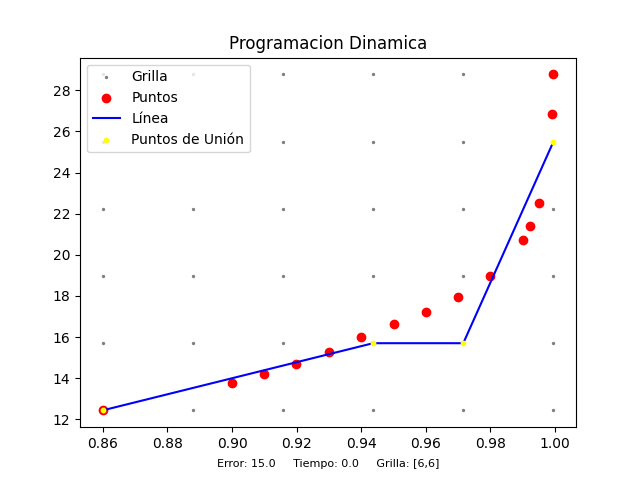 Programacion Dinamica
Grilla
Puntos
Línea
Puntos de Unión
28
26
24
22
20
18
16
14
12
0.86 0.88 0.90 0.92 0.94 0.96 0.98 1.00
Error: 15.0 Tiempo: 0.0 Grilla: [6,6]